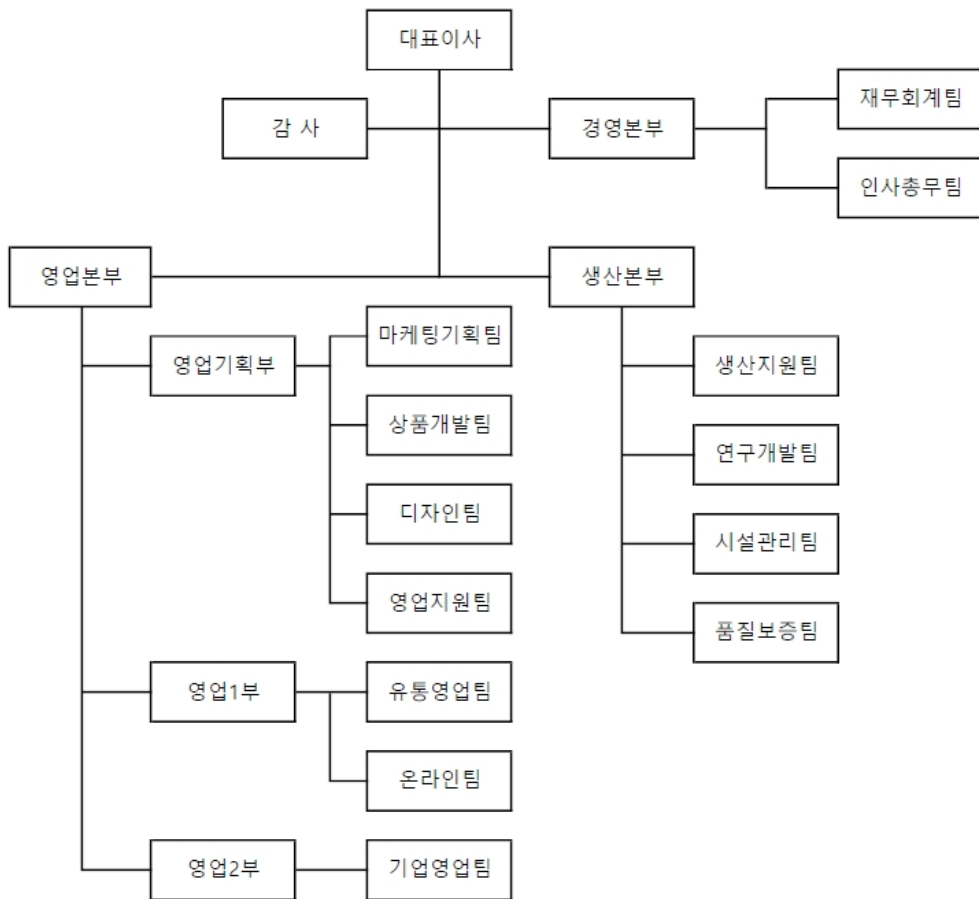 대표이사
감 사
경영본부
재무회계팀
인사총무팀
영업본부
생산본부
영업기획부
마케팅기획팀
상품개발팀
디자인팀
영업지원팀
생산지원팀
연구개발팀
시설관리팀
품질보증팀
영업1부
유통영업팀
온라인팀
영업2부
기업영업팀